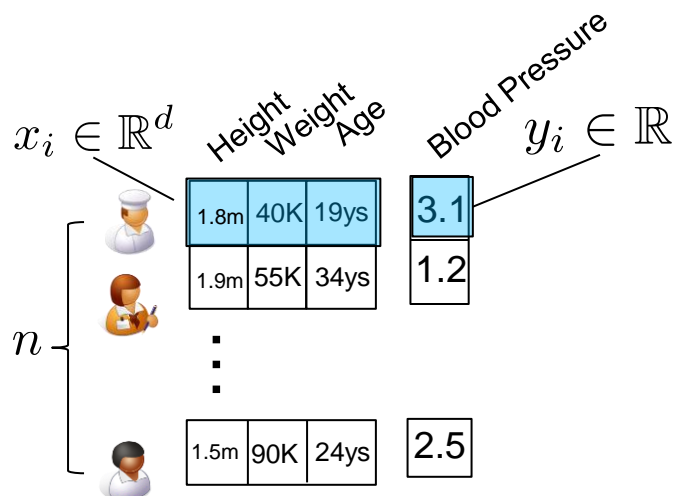 Height Weight Age Blood Pressure
x_i ∈ ℝ^d y_i ∈ ℝ
1.8m 40K 19ys 3.1
1.9m 55K 34ys 1.2
n
⋮
1.5m 90K 24ys 2.5